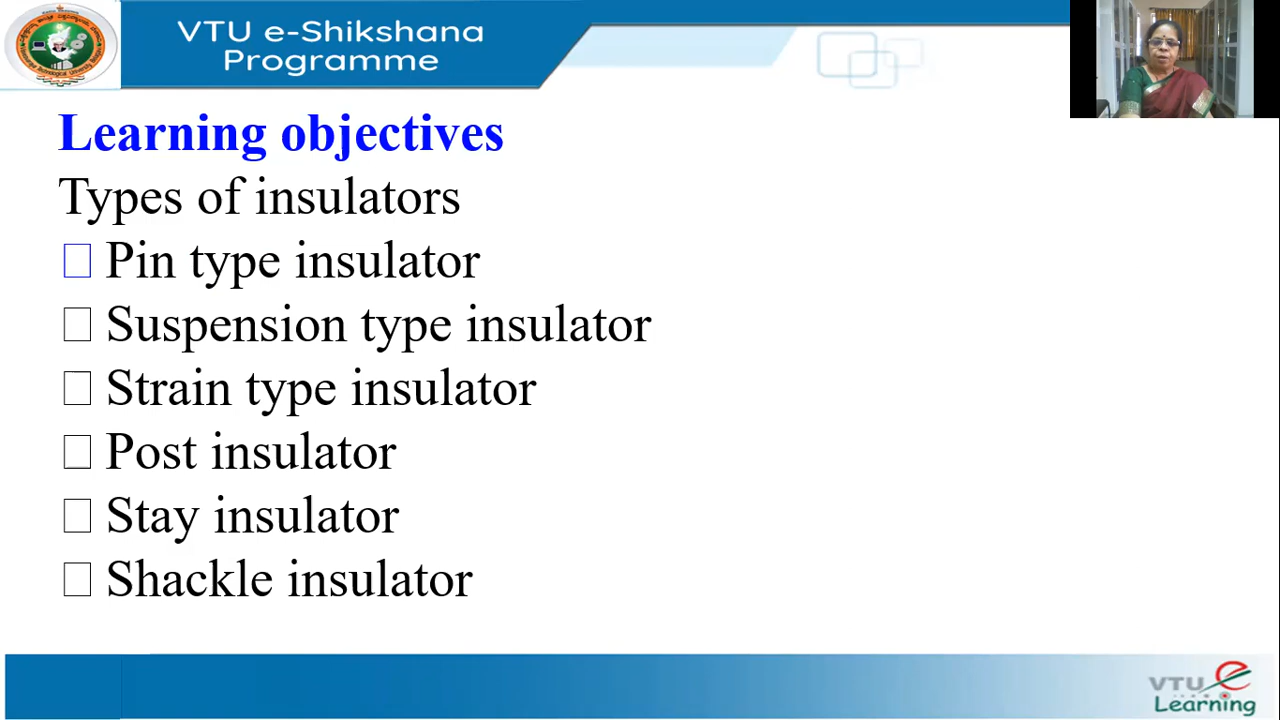 VTU e-Shikshana
Programme
Learning objectives
Types of insulators
Pin type insulator
Suspension type insulator
Strain type insulator
Post insulator
Stay insulator
Shackle insulator
VTU e
Learning